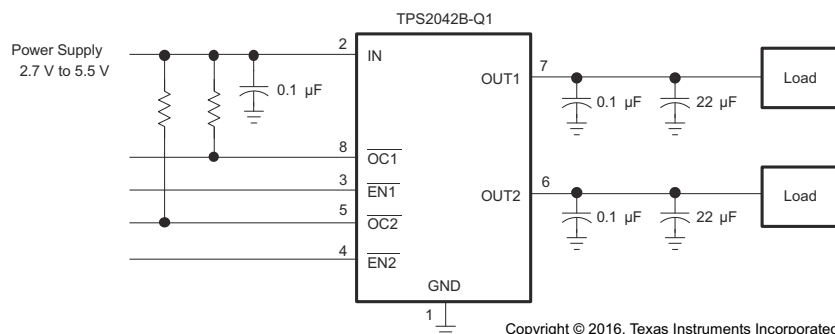 TPS2042B-Q1
Power Supply
2.7 V to 5.5 V
2
IN
0.1 µF
8
OC1
3
EN1
5
OC2
4
EN2
GND
1
OUT1
7
0.1 µF
22 µF
Load
OUT2
6
0.1 µF
22 µF
Load
Copyright © 2016, Texas Instruments Incorporated